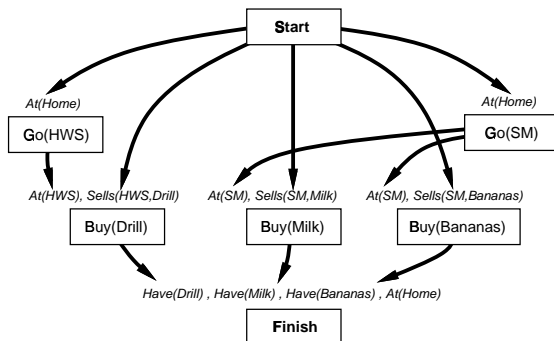 Start
At(Home)
At(Home)
Go(HWS)
Go(SM)
At(HWS), Sells(HWS,Drill)
At(SM), Sells(SM,Milk)
At(SM), Sells(SM,Bananas)
Buy(Drill)
Buy(Milk)
Buy(Bananas)
Have(Drill) , Have(Milk) , Have(Bananas) , At(Home)
Finish